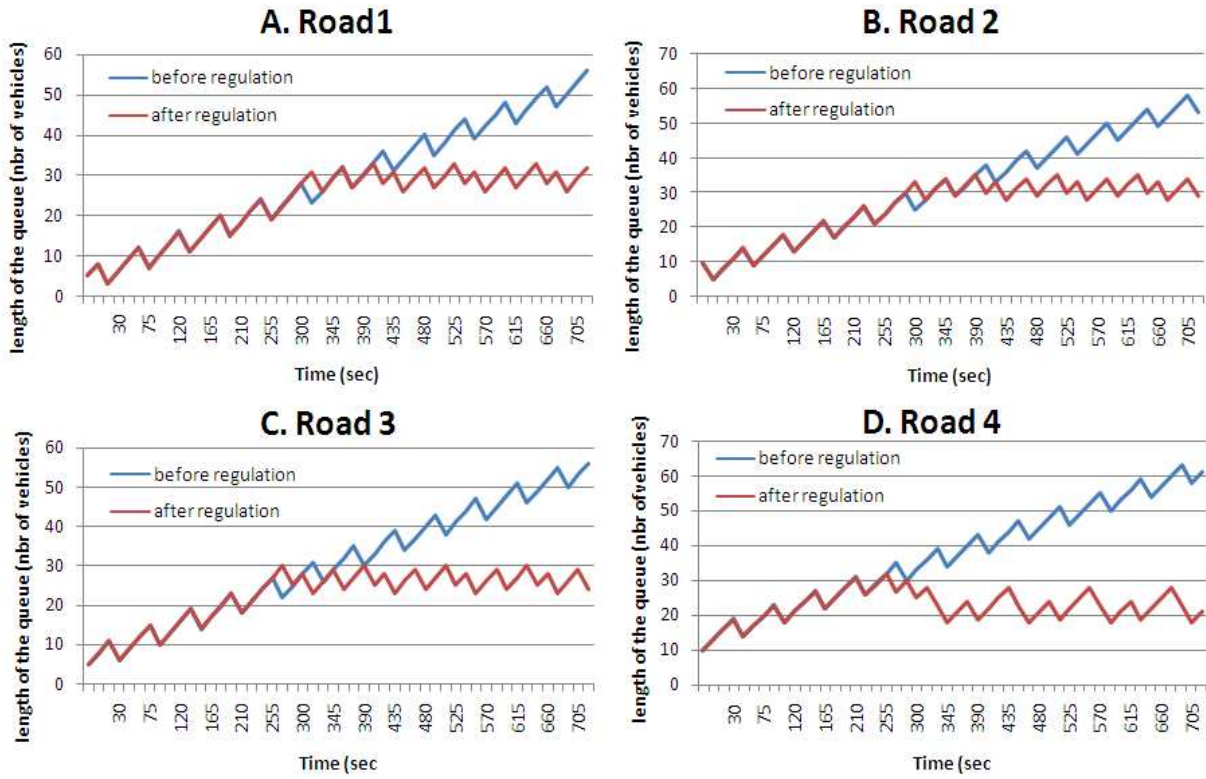 A. Road1
length of the queue (nbr of vehicles)
60
50
40
30
20
10
0
before regulation
after regulation
30 75 120 165 210 255 300 345 390 435 480 525 570 615 660 705
Time (sec)
B. Road 2
length of the queue (nbr of vehicles)
70
60
50
40
30
20
10
0
before regulation
after regulation
30 75 120 165 210 255 300 345 390 435 480 525 570 615 660 705
Time (sec)
C. Road 3
length of the queue (nbr of vehicles)
60
50
40
30
20
10
0
before regulation
after regulation
30 75 120 165 210 255 300 345 390 435 480 525 570 615 660 705
Time (sec
D. Road 4
length of the queue (nbr of vehicles)
70
60
50
40
30
20
10
0
before regulation
after regulation
30 75 120 165 210 255 300 345 390 435 480 525 570 615 660 705
Time (sec